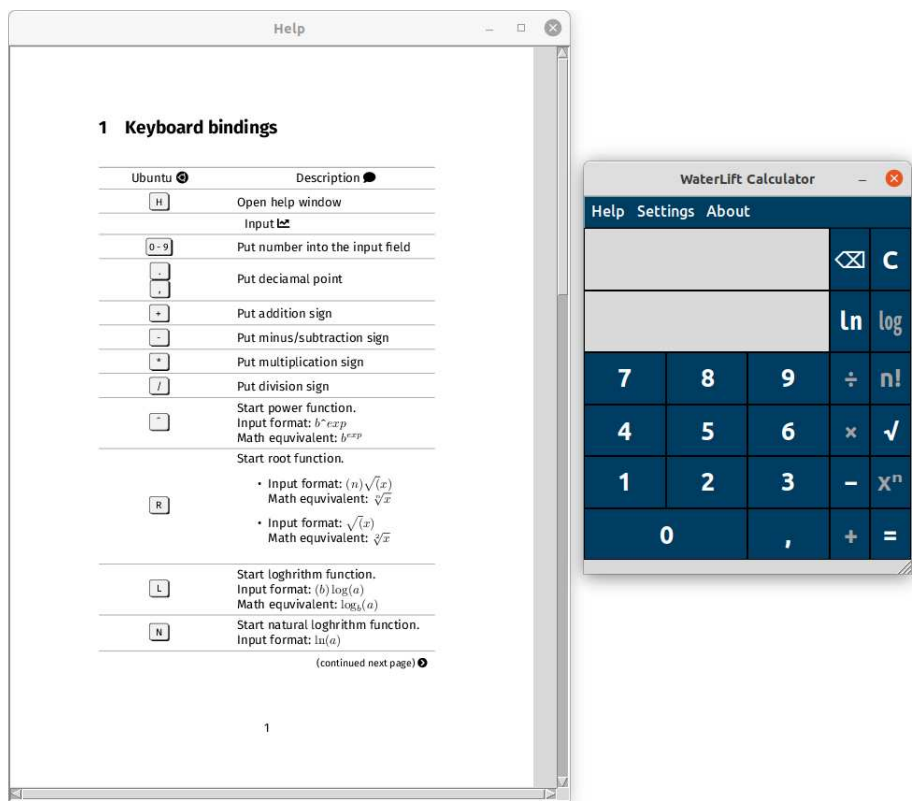 Help
1 Keyboard bindings
Ubuntu Description
H Open help window
Input
0 - 9 Put number into the input field
.
, Put deciamal point
+ Put addition sign
- Put minus/subtraction sign
* Put multiplication sign
/ Put division sign
^ Start power function.
Input format: b^exp
Math equvivalent: b^{exp}
R Start root function.
• Input format: (n)√(x)
Math equvivalent: ⁿ√x
• Input format: √(x)
Math equvivalent: ²√x
L Start loghrithm function.
Input format: (b) log(a)
Math equvivalent: log_b(a)
N Start natural loghrithm function.
Input format: ln(a)
(continued next page)
1
WaterLift Calculator
Help Settings About
⌫ C
ln log
7 8 9 ÷ n!
4 5 6 × √
1 2 3 − xⁿ
0 , + =